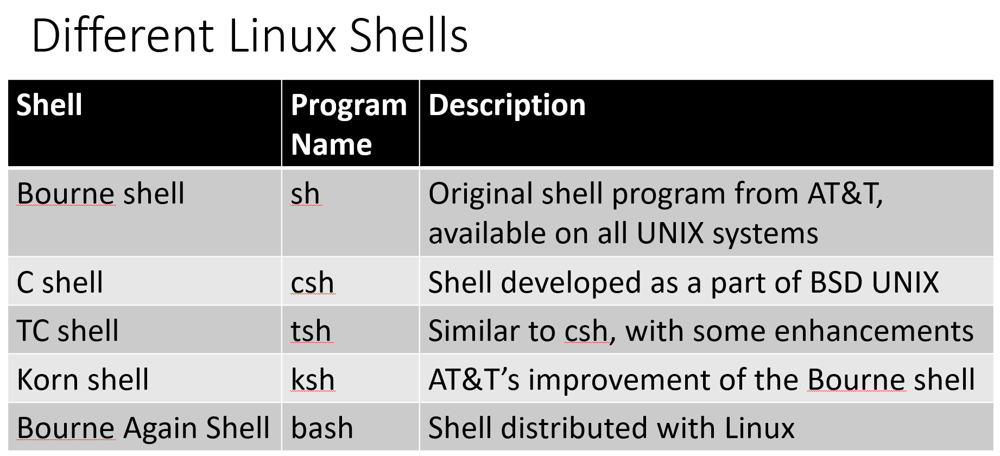 Different Linux Shells
Shell Program Name Description
Bourne shell sh Original shell program from AT&T,
available on all UNIX systems
C shell csh Shell developed as a part of BSD UNIX
TC shell tsh Similar to csh, with some enhancements
Korn shell ksh AT&T’s improvement of the Bourne shell
Bourne Again Shell bash Shell distributed with Linux